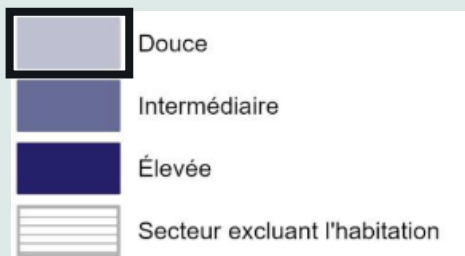 Douce
Intermédiaire
Élevée
Secteur excluant l'habitation